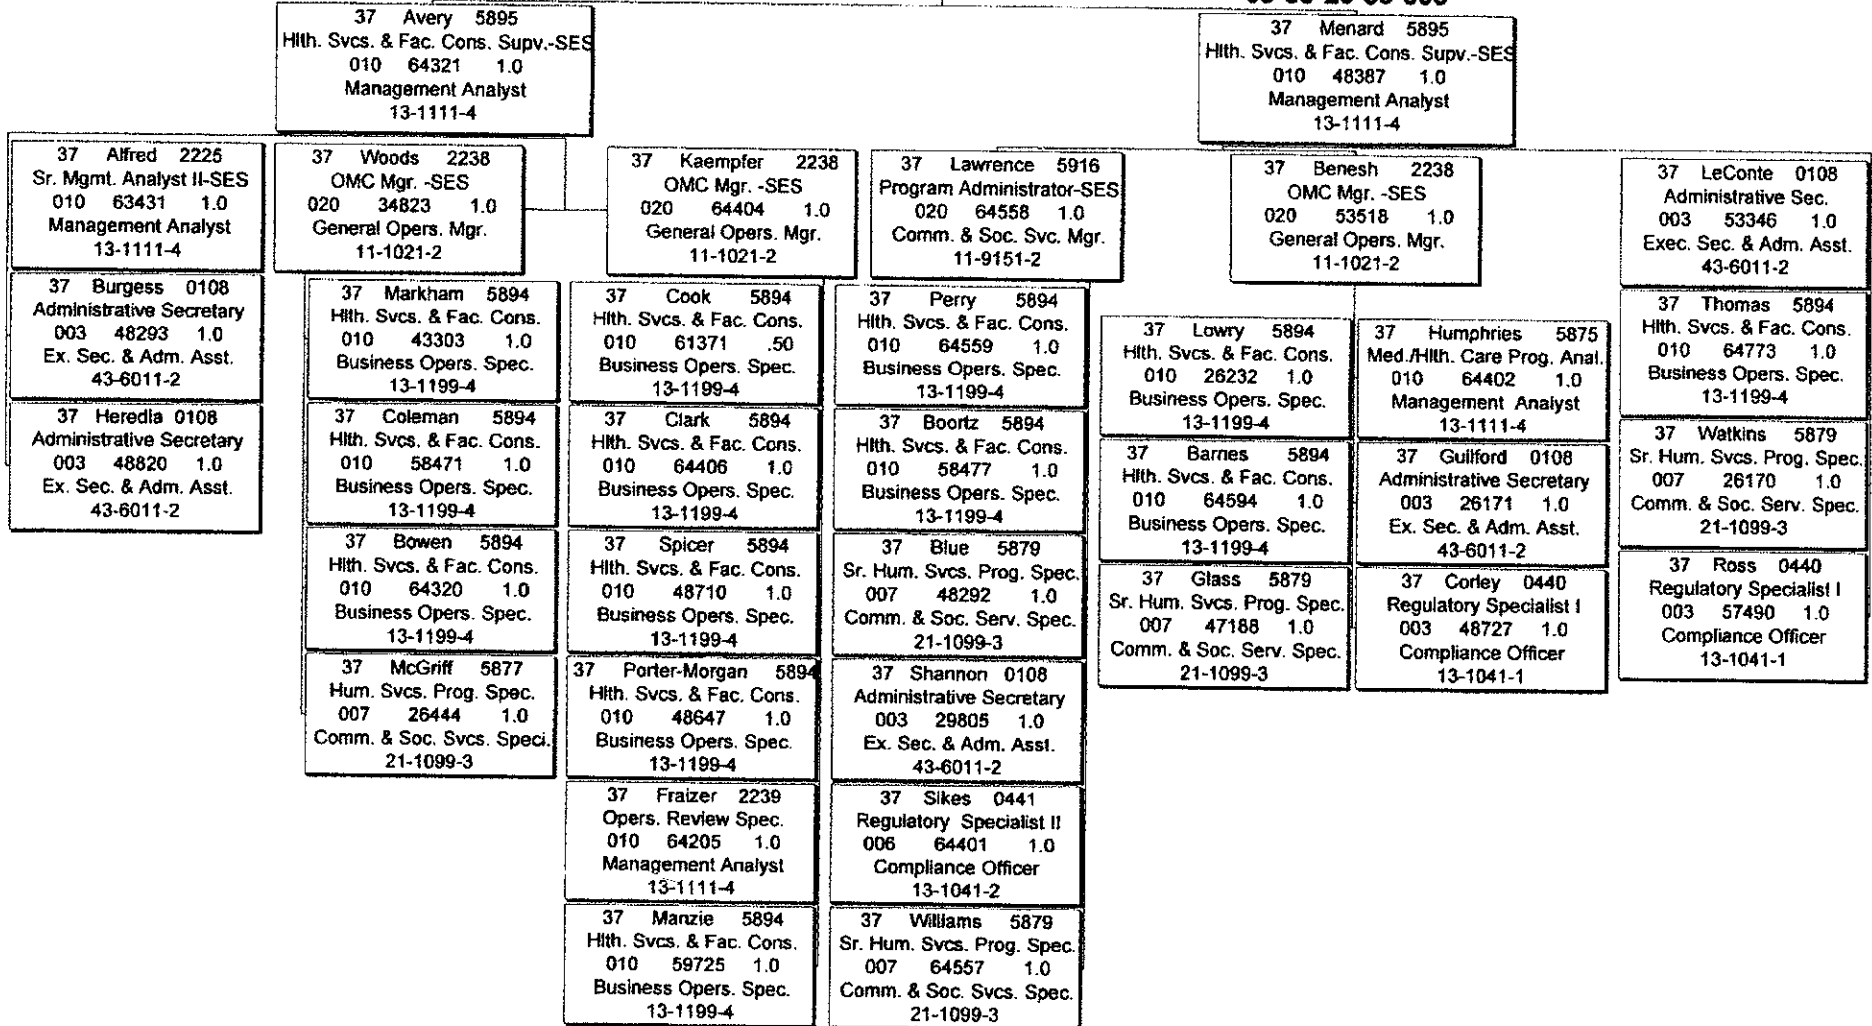 37 Avery 5895
Hlth. Svcs. & Fac. Cons. Supv.-SES
010 64321 1.0
Management Analyst
13-1111-4
37 Menard 5895
Hlth. Svcs. & Fac. Cons. Supv.-SES
010 48387 1.0
Management Analyst
13-1111-4
37 Alfred 2225
Sr. Mgmt. Analyst II-SES
010 63431 1.0
Management Analyst
13-1111-4
37 Woods 2238
OMC Mgr. -SES
020 34823 1.0
General Opers. Mgr.
11-1021-2
37 Kaempfer 2238
OMC Mgr. -SES
020 64404 1.0
General Opers. Mgr.
11-1021-2
37 Lawrence 5916
Program Administrator-SES
020 64558 1.0
Comm. & Soc. Svc. Mgr.
11-9151-2
37 Benesh 2238
OMC Mgr. -SES
020 53518 1.0
General Opers. Mgr.
11-1021-2
37 LeConte 0108
Administrative Sec.
003 53346 1.0
Exec. Sec. & Adm. Asst.
43-6011-2
37 Burgess 0108
Administrative Secretary
003 48293 1.0
Ex. Sec. & Adm. Asst.
43-6011-2
37 Heredia 0108
Administrative Secretary
003 48820 1.0
Ex. Sec. & Adm. Asst.
43-6011-2
37 Markham 5894
Hlth. Svcs. & Fac. Cons.
010 43303 1.0
Business Opers. Spec.
13-1199-4
37 Coleman 5894
Hlth. Svcs. & Fac. Cons.
010 58471 1.0
Business Opers. Spec.
13-1199-4
37 Bowen 5894
Hlth. Svcs. & Fac. Cons.
010 64320 1.0
Business Opers. Spec.
13-1199-4
37 McGriff 5877
Hum. Svcs. Prog. Spec.
007 26444 1.0
Comm. & Soc. Svcs. Speci.
21-1099-3
37 Cook 5894
Hlth. Svcs. & Fac. Cons.
010 61371 .50
Business Opers. Spec.
13-1199-4
37 Clark 5894
Hlth. Svcs. & Fac. Cons.
010 64406 1.0
Business Opers. Spec.
13-1199-4
37 Spicer 5894
Hlth. Svcs. & Fac. Cons.
010 48710 1.0
Business Opers. Spec.
13-1199-4
37 Porter-Morgan 5894
Hlth. Svcs. & Fac. Cons.
010 48647 1.0
Business Opers. Spec.
13-1199-4
37 Fraizer 2239
Opers. Review Spec.
010 64205 1.0
Management Analyst
13-1111-4
37 Manzie 5894
Hlth. Svcs. & Fac. Cons.
010 59725 1.0
Business Opers. Spec.
13-1199-4
37 Perry 5894
Hlth. Svcs. & Fac. Cons.
010 64559 1.0
Business Opers. Spec.
13-1199-4
37 Boortz 5894
Hlth. Svcs. & Fac. Cons.
010 58477 1.0
Business Opers. Spec.
13-1199-4
37 Blue 5879
Sr. Hum. Svcs. Prog. Spec.
007 48292 1.0
Comm. & Soc. Serv. Spec.
21-1099-3
37 Shannon 0108
Administrative Secretary
003 29805 1.0
Ex. Sec. & Adm. Asst.
43-6011-2
37 Sikes 0441
Regulatory Specialist II
006 64401 1.0
Compliance Officer
13-1041-2
37 Williams 5879
Sr. Hum. Svcs. Prog. Spec.
007 64557 1.0
Comm. & Soc. Svcs. Spec.
21-1099-3
37 Lowry 5894
Hlth. Svcs. & Fac. Cons.
010 26232 1.0
Business Opers. Spec.
13-1199-4
37 Barnes 5894
Hlth. Svcs. & Fac. Cons.
010 64594 1.0
Business Opers. Spec.
13-1199-4
37 Glass 5879
Sr. Hum. Svcs. Prog. Spec.
007 47188 1.0
Comm. & Soc. Serv. Spec.
21-1099-3
37 Humphries 5875
Med./Hlth. Care Prog. Anal.
010 64402 1.0
Management Analyst
13-1111-4
37 Guilford 0108
Administrative Secretary
003 26171 1.0
Ex. Sec. & Adm. Asst.
43-6011-2
37 Corley 0440
Regulatory Specialist I
003 48727 1.0
Compliance Officer
13-1041-1
37 Thomas 5894
Hlth. Svcs. & Fac. Cons.
010 64773 1.0
Business Opers. Spec.
13-1199-4
37 Watkins 5879
Sr. Hum. Svcs. Prog. Spec.
007 26170 1.0
Comm. & Soc. Serv. Spec.
21-1099-3
37 Ross 0440
Regulatory Specialist I
003 57490 1.0
Compliance Officer
13-1041-1